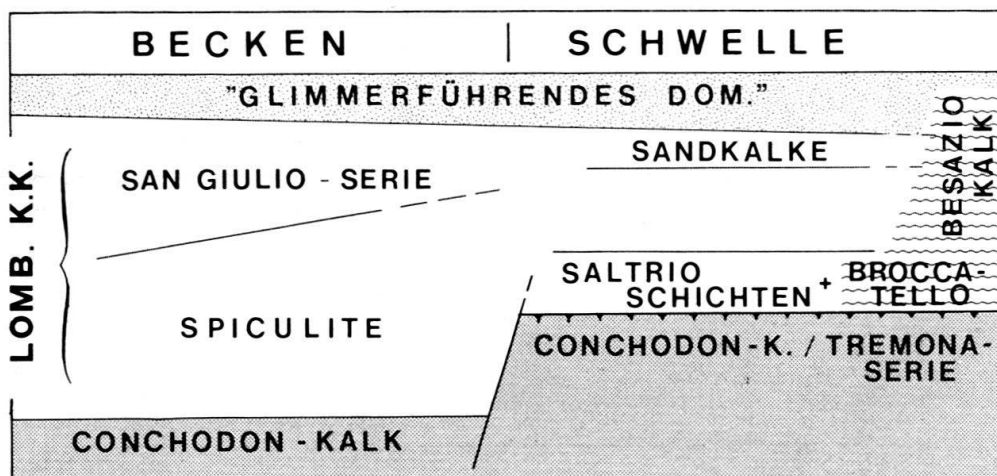 BECKEN | SCHWELLE
"GLIMMERFÜHRENDES DOM."
LOMB. K.K.
SAN GIULIO - SERIE
SPICULITE
CONCHODON - KALK
SANDKALKE
BESAZIO
KALK
SALTRIO
SCHICHTEN
+
BROCCA-
TELLO
CONCHODON - K. / TREMONA-
SERIE